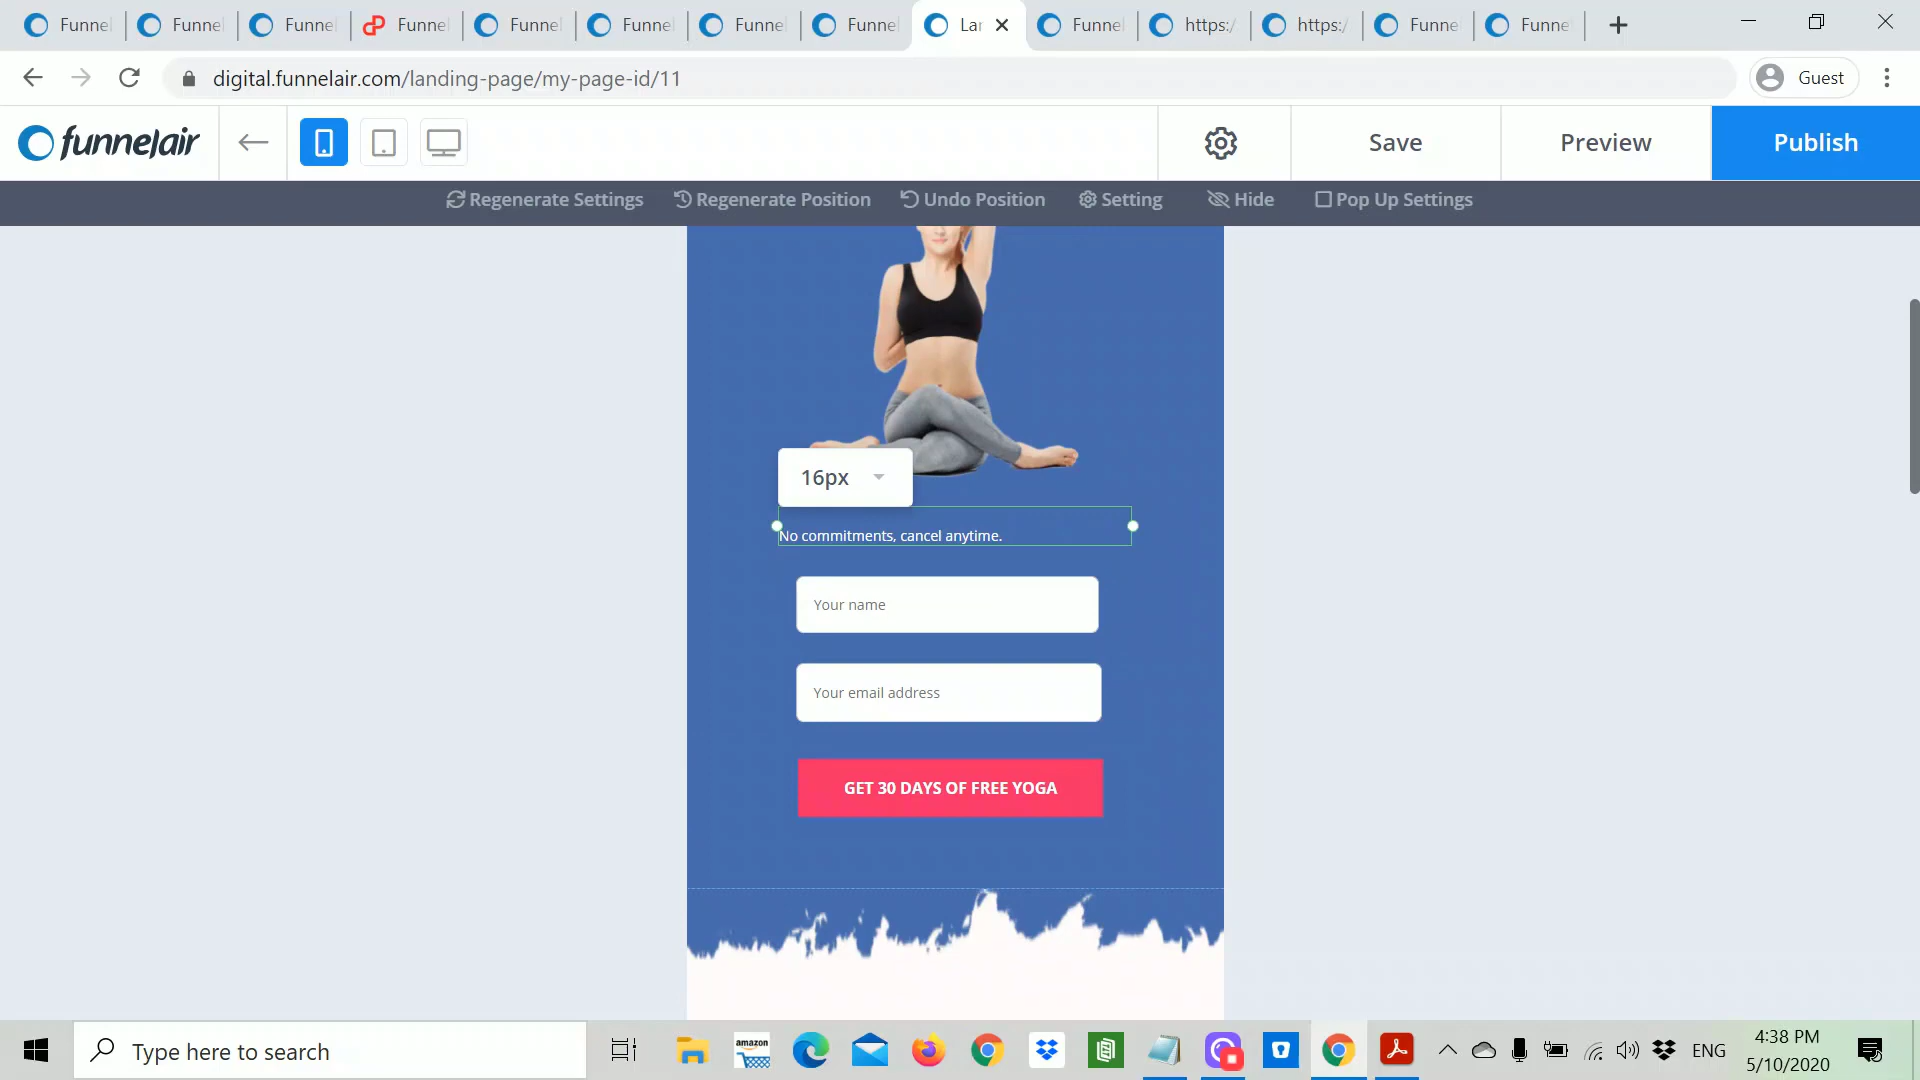 Funnel
Funnel
Funnel
Funnel
Funnel
Funnel
Funnel
Funnel
Lar
Funnel
https:/
https:/
Funnel
Funnel
digital.funnelair.com/landing-page/my-page-id/11
Guest
funnelair
Save
Preview
Publish
Regenerate Settings
Regenerate Position
Undo Position
Setting
Hide
Pop Up Settings
16px
No commitments, cancel anytime.
Your name
Your email address
GET 30 DAYS OF FREE YOGA
Type here to search
amazon
ENG
4:38 PM
5/10/2020